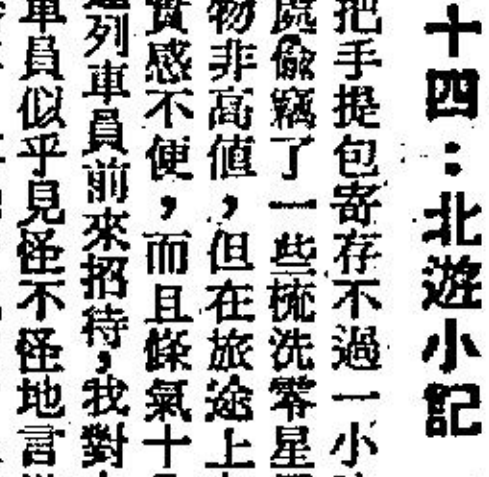 十四：北遊小記
把手提包寄存不過一小
處偸竊了一些梳洗零星
物非高値，但在旅途上
實感不便，而且條氣十
列車員前來招待，我對
車員似乎見怪不怪地言